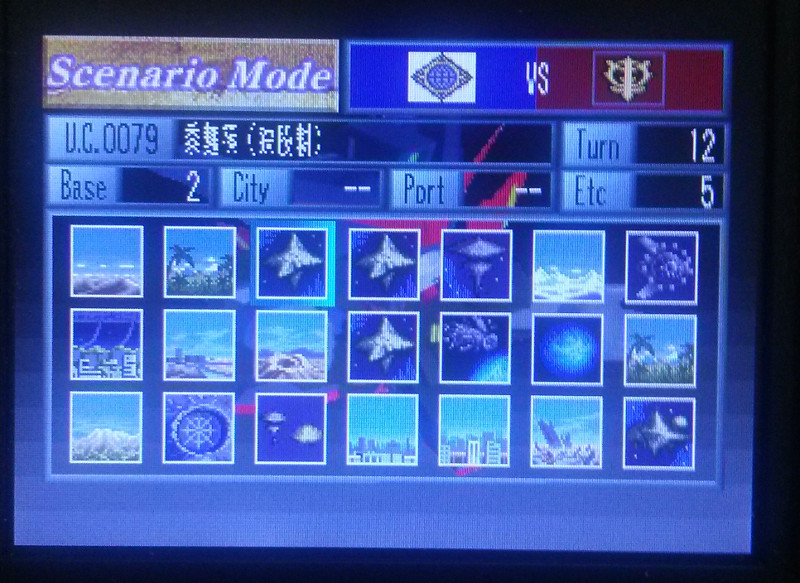 Scenario Mode
VS
U.C.0079
Turn 12
Base 2 City -- Port -- Etc 5